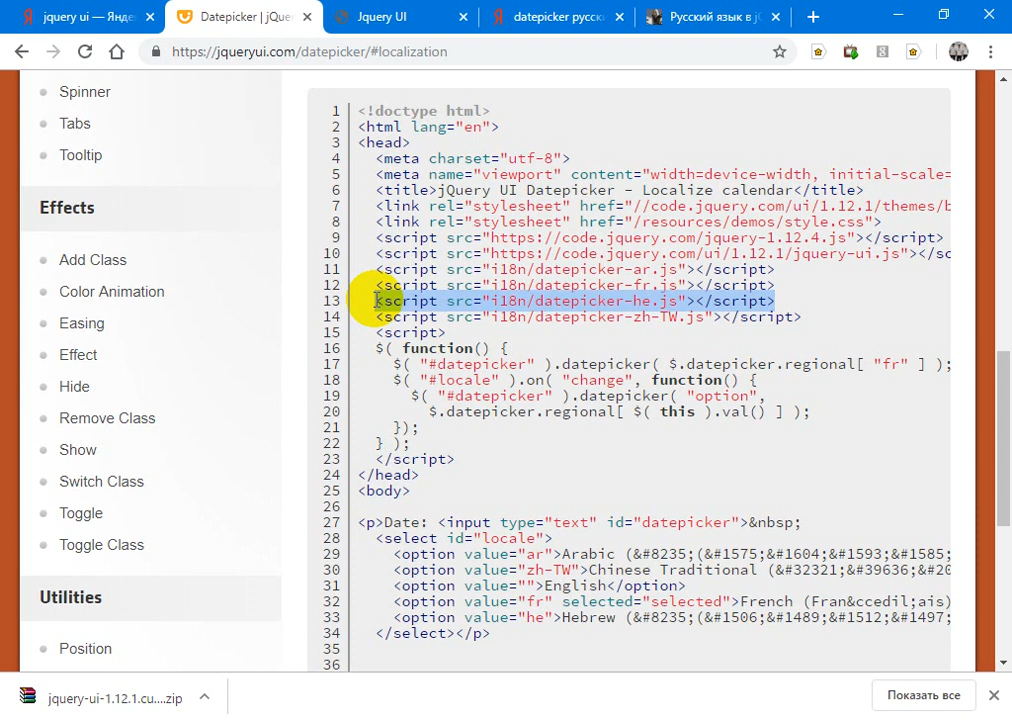 jquery ui — Янде
Datepicker | jQue
Jquery UI
datepicker русск
Русский язык в jQ
https://jqueryui.com/datepicker/#localization
Spinner
Tabs
Tooltip
Effects
Add Class
Color Animation
Easing
Effect
Hide
Remove Class
Show
Switch Class
Toggle
Toggle Class
Utilities
Position
1 <!doctype html>
2 <html lang="en">
3 <head>
4 <meta charset="utf-8">
5 <meta name="viewport" content="width=device-width, initial-scale=
6 <title>jQuery UI Datepicker - Localize calendar</title>
7 <link rel="stylesheet" href="//code.jquery.com/ui/1.12.1/themes/b
8 <link rel="stylesheet" href="/resources/demos/style.css">
9 <script src="https://code.jquery.com/jquery-1.12.4.js"></script>
10 <script src="https://code.jquery.com/ui/1.12.1/jquery-ui.js"></sc
11 <script src="i18n/datepicker-ar.js"></script>
12 <script src="i18n/datepicker-fr.js"></script>
13 <script src="i18n/datepicker-he.js"></script>
14 <script src="i18n/datepicker-zh-TW.js"></script>
15 <script>
16 $( function() {
17 $( "#datepicker" ).datepicker( $.datepicker.regional[ "fr" ] );
18 $( "#locale" ).on( "change", function() {
19 $( "#datepicker" ).datepicker( "option",
20 $.datepicker.regional[ $( this ).val() ] );
21 });
22 } );
23 </script>
24 </head>
25 <body>
26
27 <p>Date: <input type="text" id="datepicker">&nbsp;
28 <select id="locale">
29 <option value="ar">Arabic (&#8235;(&#1575;&#1604;&#1593;&#1585;
30 <option value="zh-TW">Chinese Traditional (&#32321;&#39636;&#20
31 <option value="">English</option>
32 <option value="fr" selected="selected">French (Fran&ccedil;ais)
33 <option value="he">Hebrew (&#8235;(&#1506;&#1489;&#1512;&#1497;
34 </select></p>
35
36
jquery-ui-1.12.1.cu....zip
Показать все